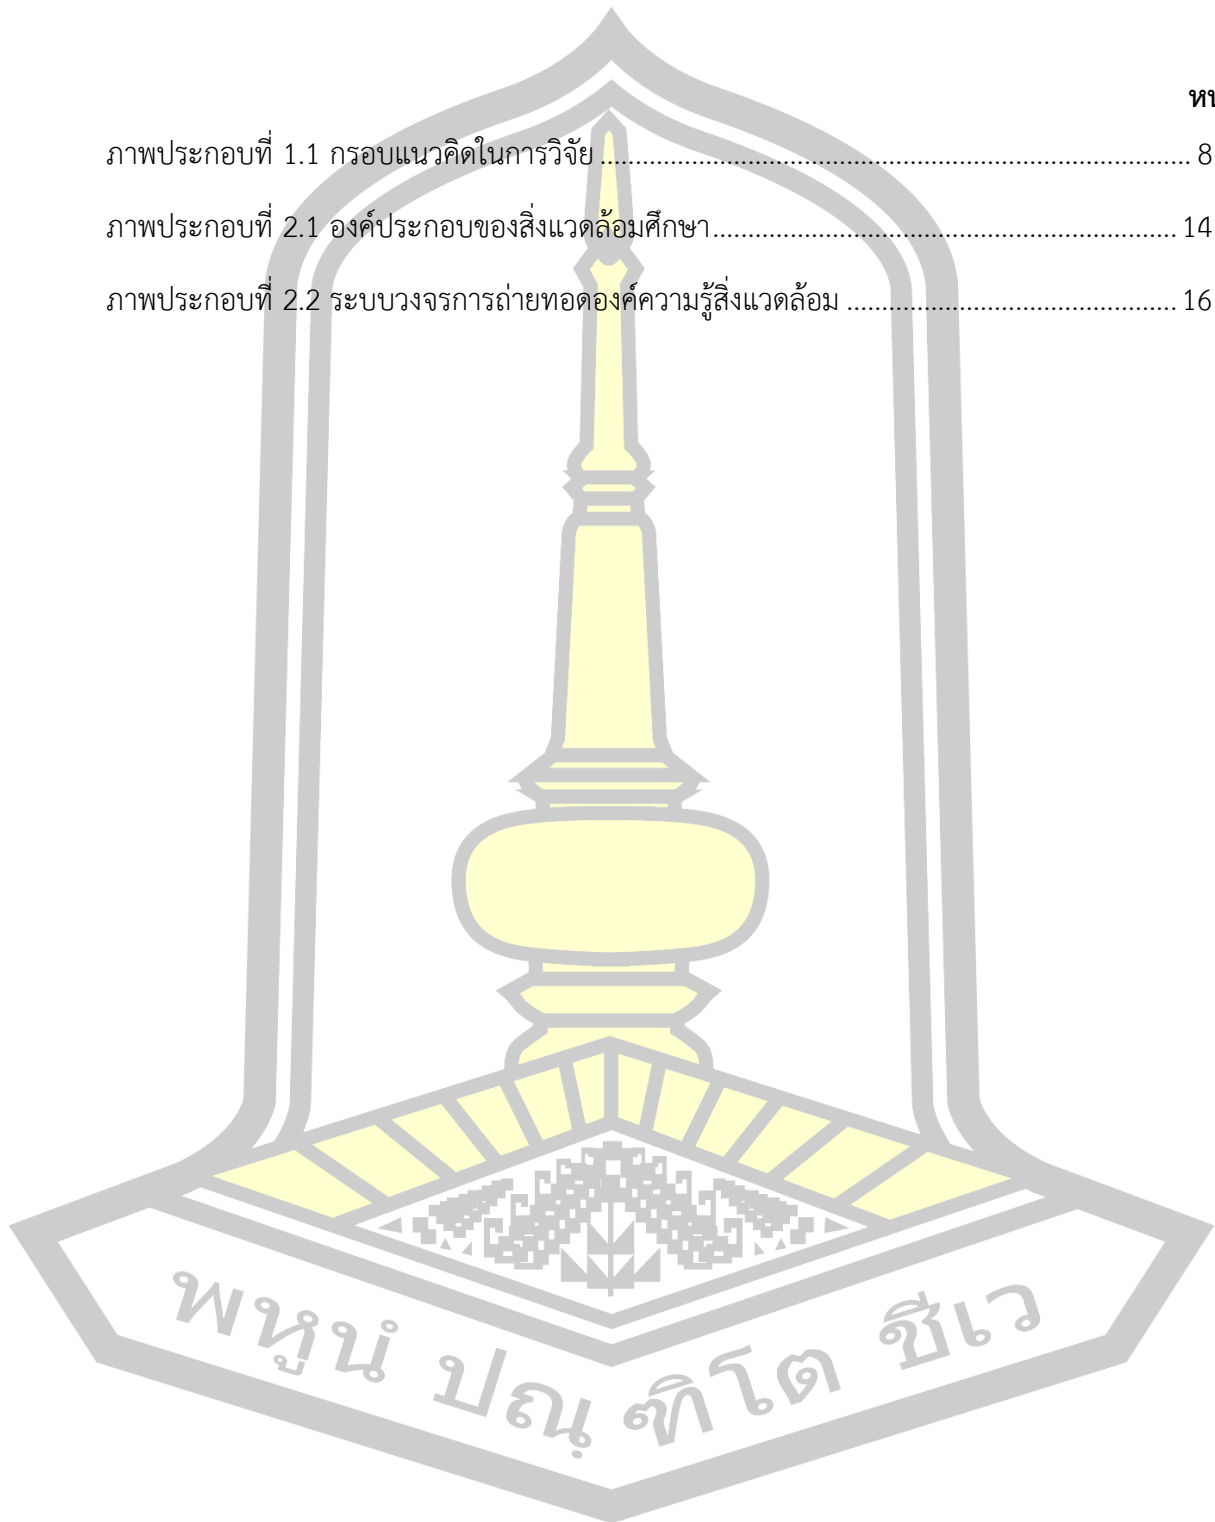 ภาพประกอบที่ 1.1 กรอบแนวคิดในการวิจัย ........................................................................................ 8
ภาพประกอบที่ 2.1 องค์ประกอบของสิ่งแวดล้อมศึกษา................................................................. 14
ภาพประกอบที่ 2.2 ระบบวงจรการถ่ายทอดองค์ความรู้สิ่งแวดล้อม .............................................. 16
พหูนํ ปณฺฑิโต ชีเว